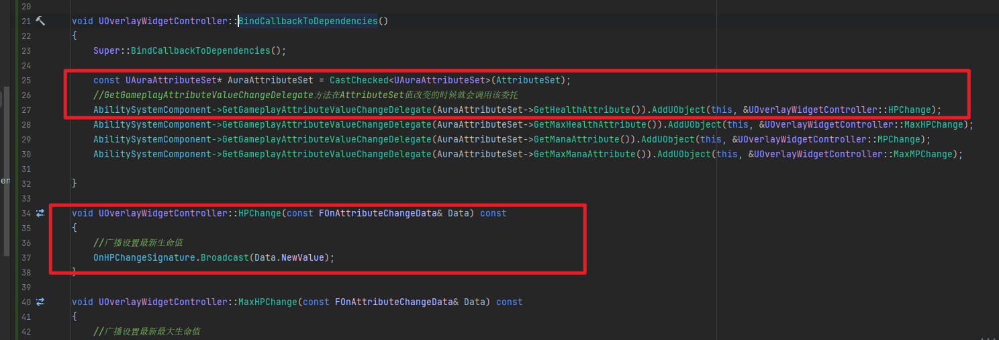 20
21 void UOverlayWidgetController::BindCallbackToDependencies()
22 {
23 Super::BindCallbackToDependencies();
24
25 const UAuraAttributeSet* AuraAttributeSet = CastChecked<UAuraAttributeSet>(AttributeSet);
26 //GetGameplayAttributeValueChangeDelegate方法在AttributeSet值改变的时候就会调用该委托
27 AbilitySystemComponent->GetGameplayAttributeValueChangeDelegate(AuraAttributeSet->GetHealthAttribute()).AddUObject(this, &UOverlayWidgetController::HPChange);
28 AbilitySystemComponent->GetGameplayAttributeValueChangeDelegate(AuraAttributeSet->GetMaxHealthAttribute()).AddUObject(this, &UOverlayWidgetController::MaxHPChange);
29 AbilitySystemComponent->GetGameplayAttributeValueChangeDelegate(AuraAttributeSet->GetManaAttribute()).AddUObject(this, &UOverlayWidgetController::MPChange);
30 AbilitySystemComponent->GetGameplayAttributeValueChangeDelegate(AuraAttributeSet->GetMaxManaAttribute()).AddUObject(this, &UOverlayWidgetController::MaxMPChange);
31
en
32 }
33
34 void UOverlayWidgetController::HPChange(const FOnAttributeChangeData& Data) const
35 {
36 //广播设置最新生命值
37 OnHPChangeSignature.Broadcast(Data.NewValue);
38 }
39
40 void UOverlayWidgetController::MaxHPChange(const FOnAttributeChangeData& Data) const
41 {
42 //广播设置最新最大生命值